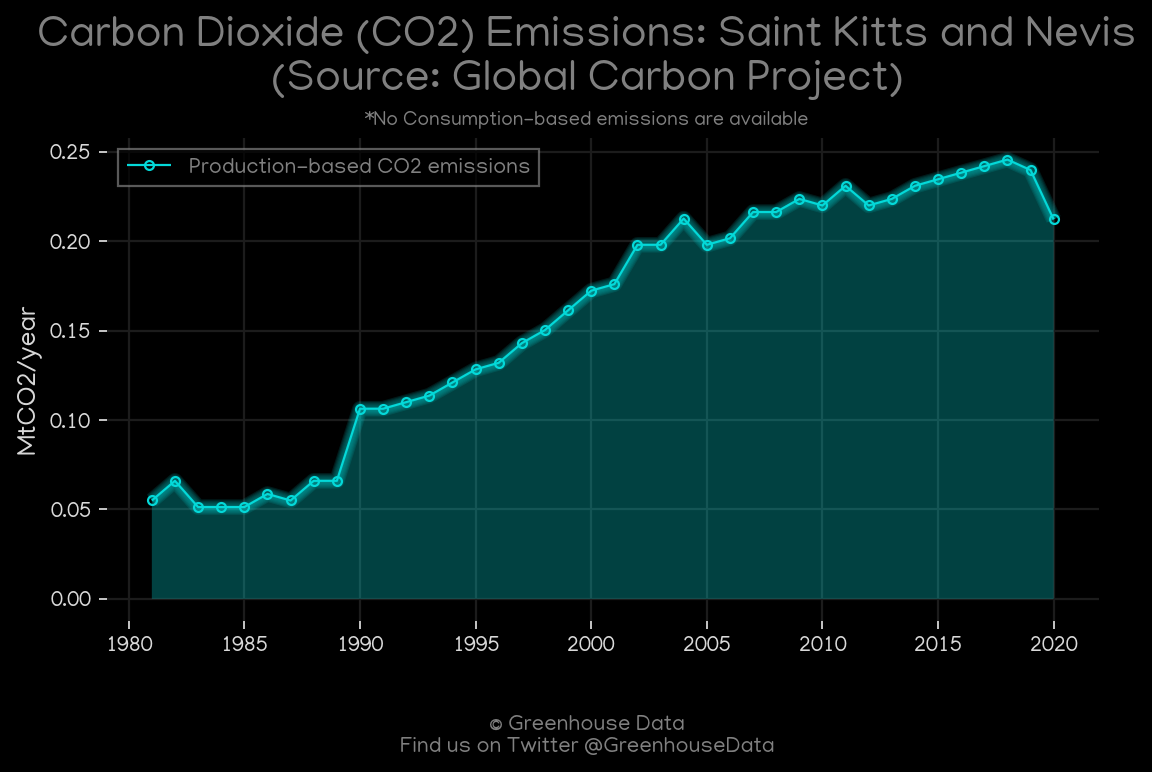 Carbon Dioxide (CO2) Emissions: Saint Kitts and Nevis
(Source: Global Carbon Project)
*No Consumption-based emissions are available
Production-based CO2 emissions
MtCO2/year
0.25
0.20
0.15
0.10
0.05
0.00
1980 1985 1990 1995 2000 2005 2010 2015 2020
© Greenhouse Data
Find us on Twitter @GreenhouseData